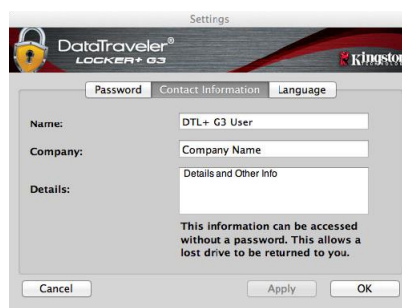 Settings
DataTraveler®
LOCKER+ G3
Kingston
Password Contact Information Language
Name: DTL+ G3 User
Company: Company Name
Details: Details and Other Info
This information can be accessed
without a password. This allows a
lost drive to be returned to you.
Cancel Apply OK